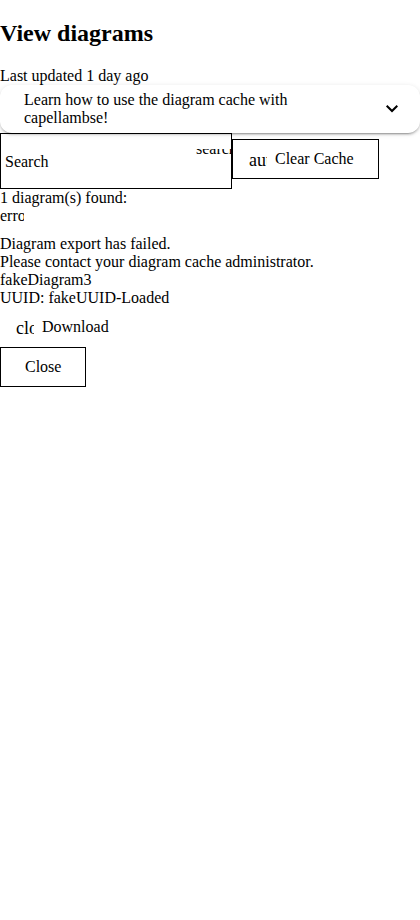 View diagrams
Last updated 1 day ago
Learn how to use the diagram cache with
capellambse!
Search
search
au Clear Cache
1 diagram(s) found:
erro
Diagram export has failed.
Please contact your diagram cache administrator.
fakeDiagram3
UUID: fakeUUID-Loaded
clo Download
Close